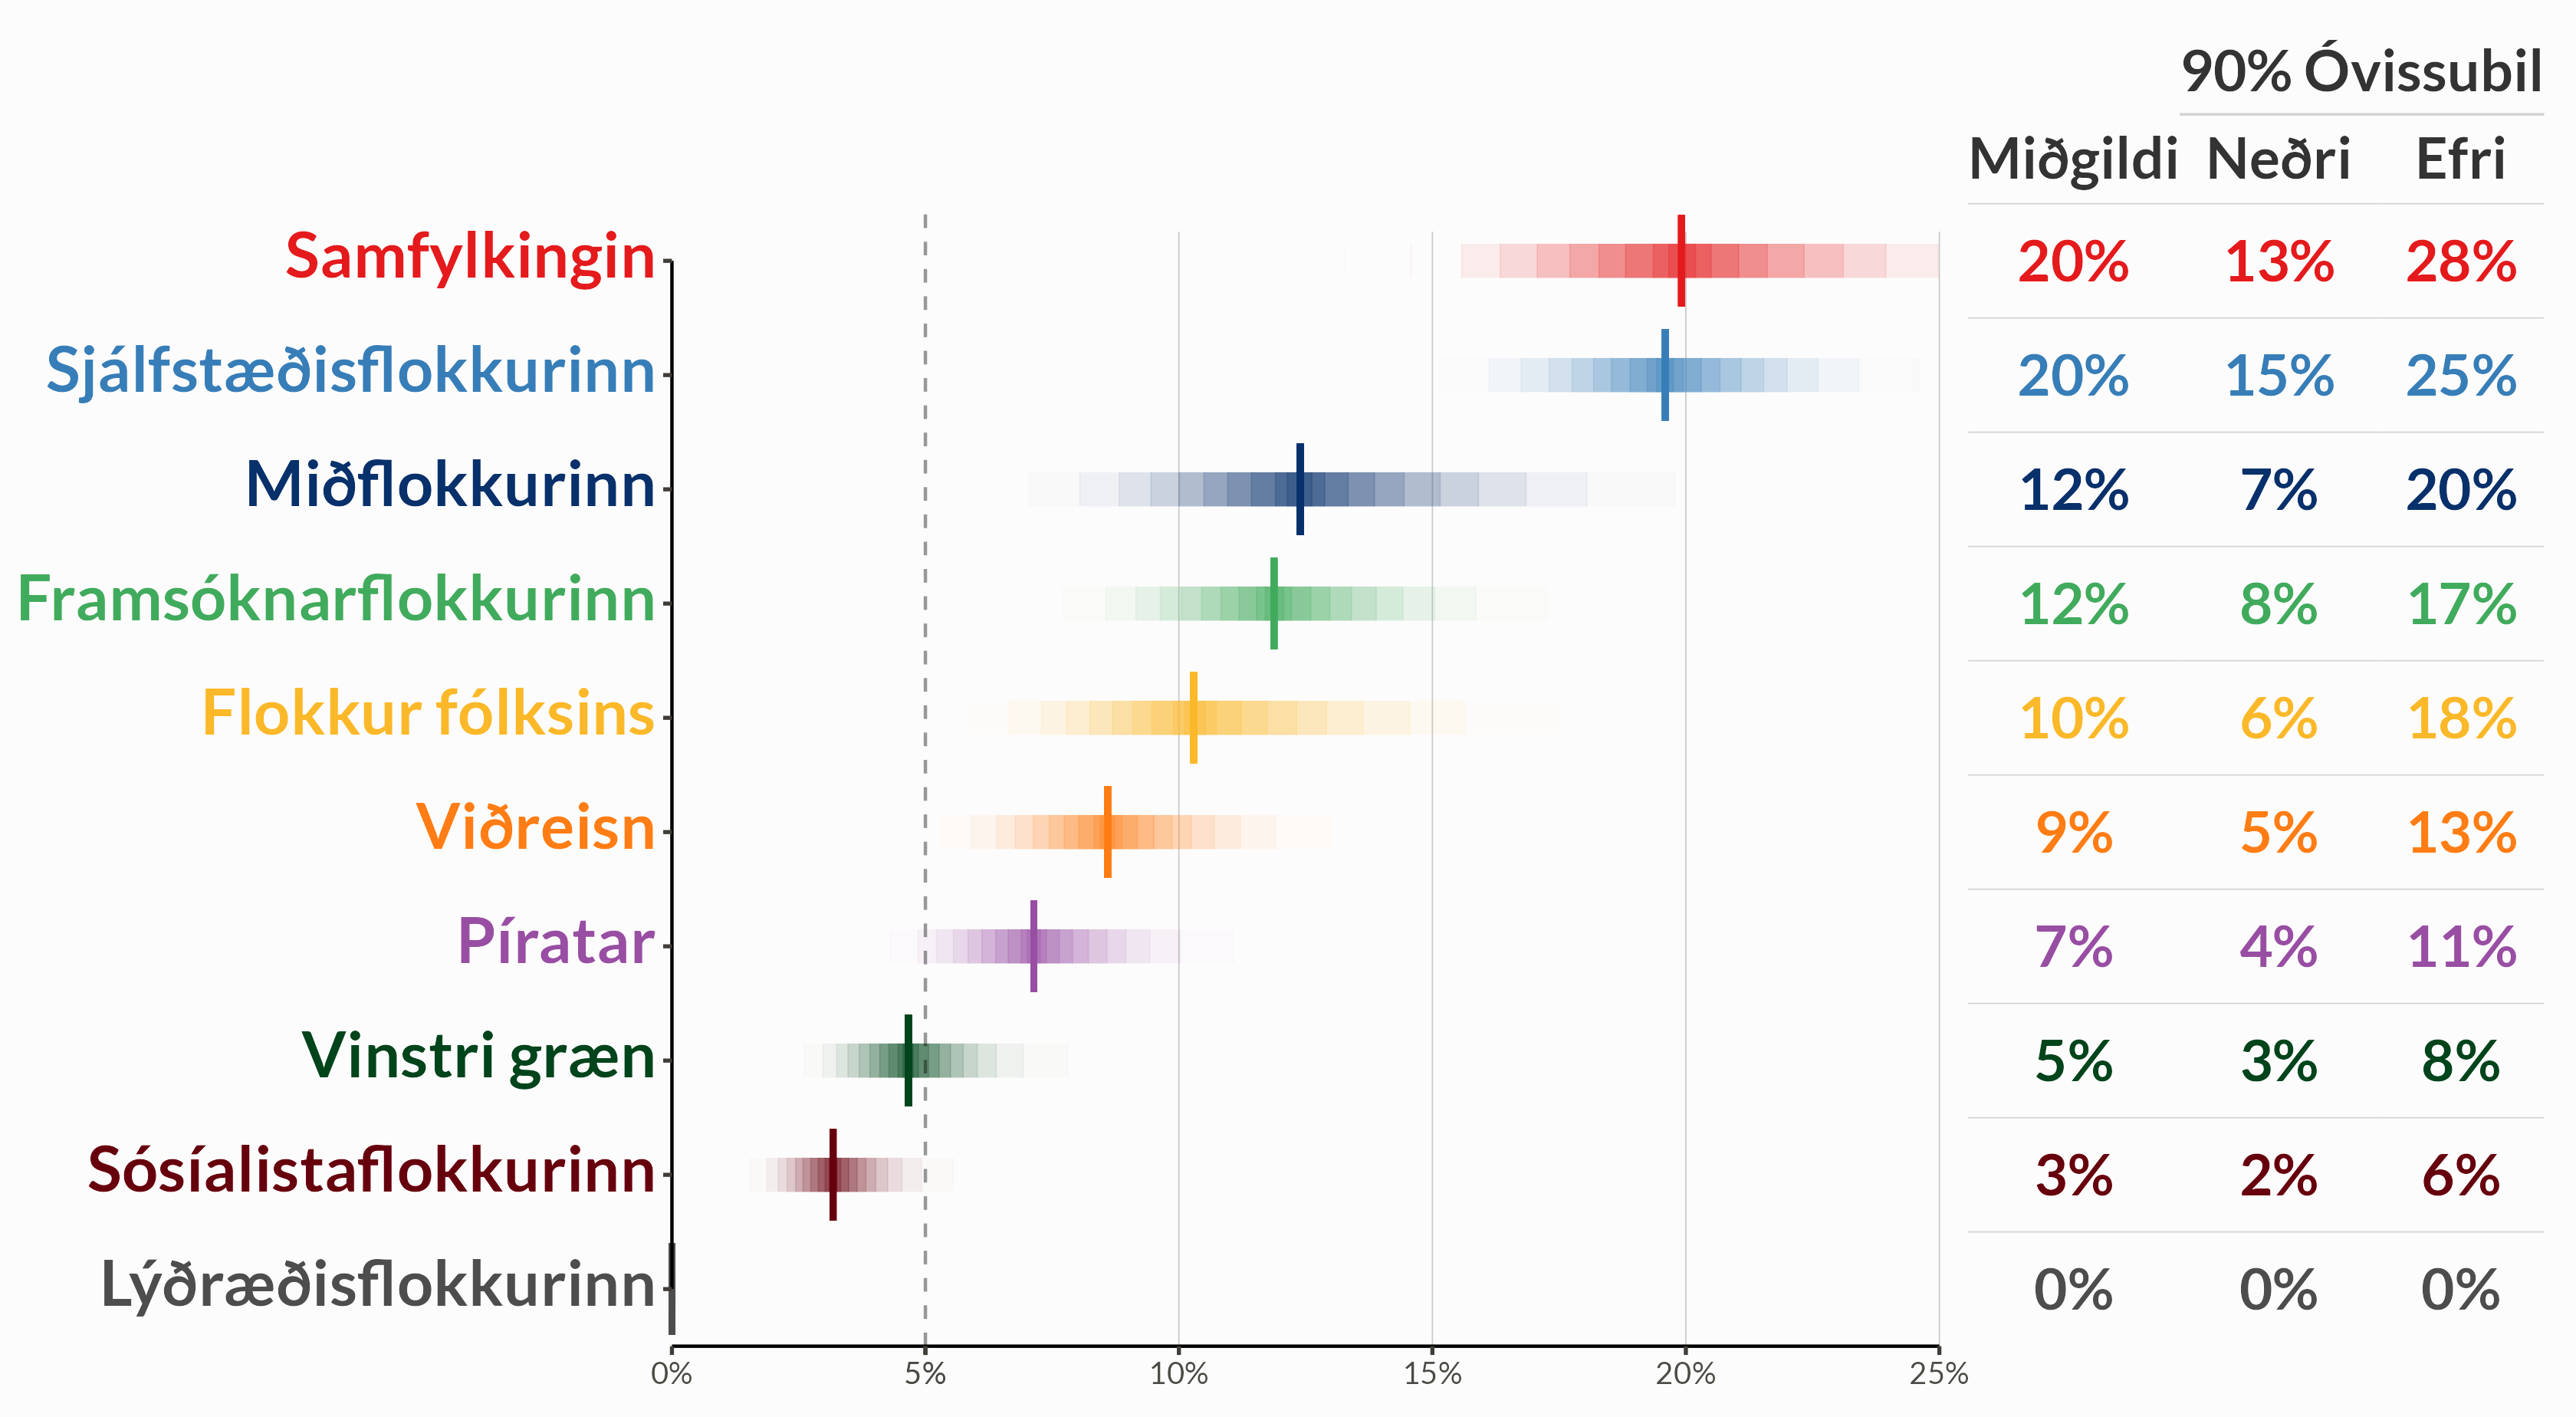 90% Óvissubil
Miðgildi Neðri Efri
Samfylkingin 20% 13% 28%
Sjálfstæðisflokkurinn 20% 15% 25%
Miðflokkurinn 12% 7% 20%
Framsóknarflokkurinn 12% 8% 17%
Flokkur fólksins 10% 6% 18%
Viðreisn 9% 5% 13%
Píratar 7% 4% 11%
Vinstri græn 5% 3% 8%
Sósíalistaflokkurinn 3% 2% 6%
Lýðræðisflokkurinn 0% 0% 0%
0% 5% 10% 15% 20% 25%